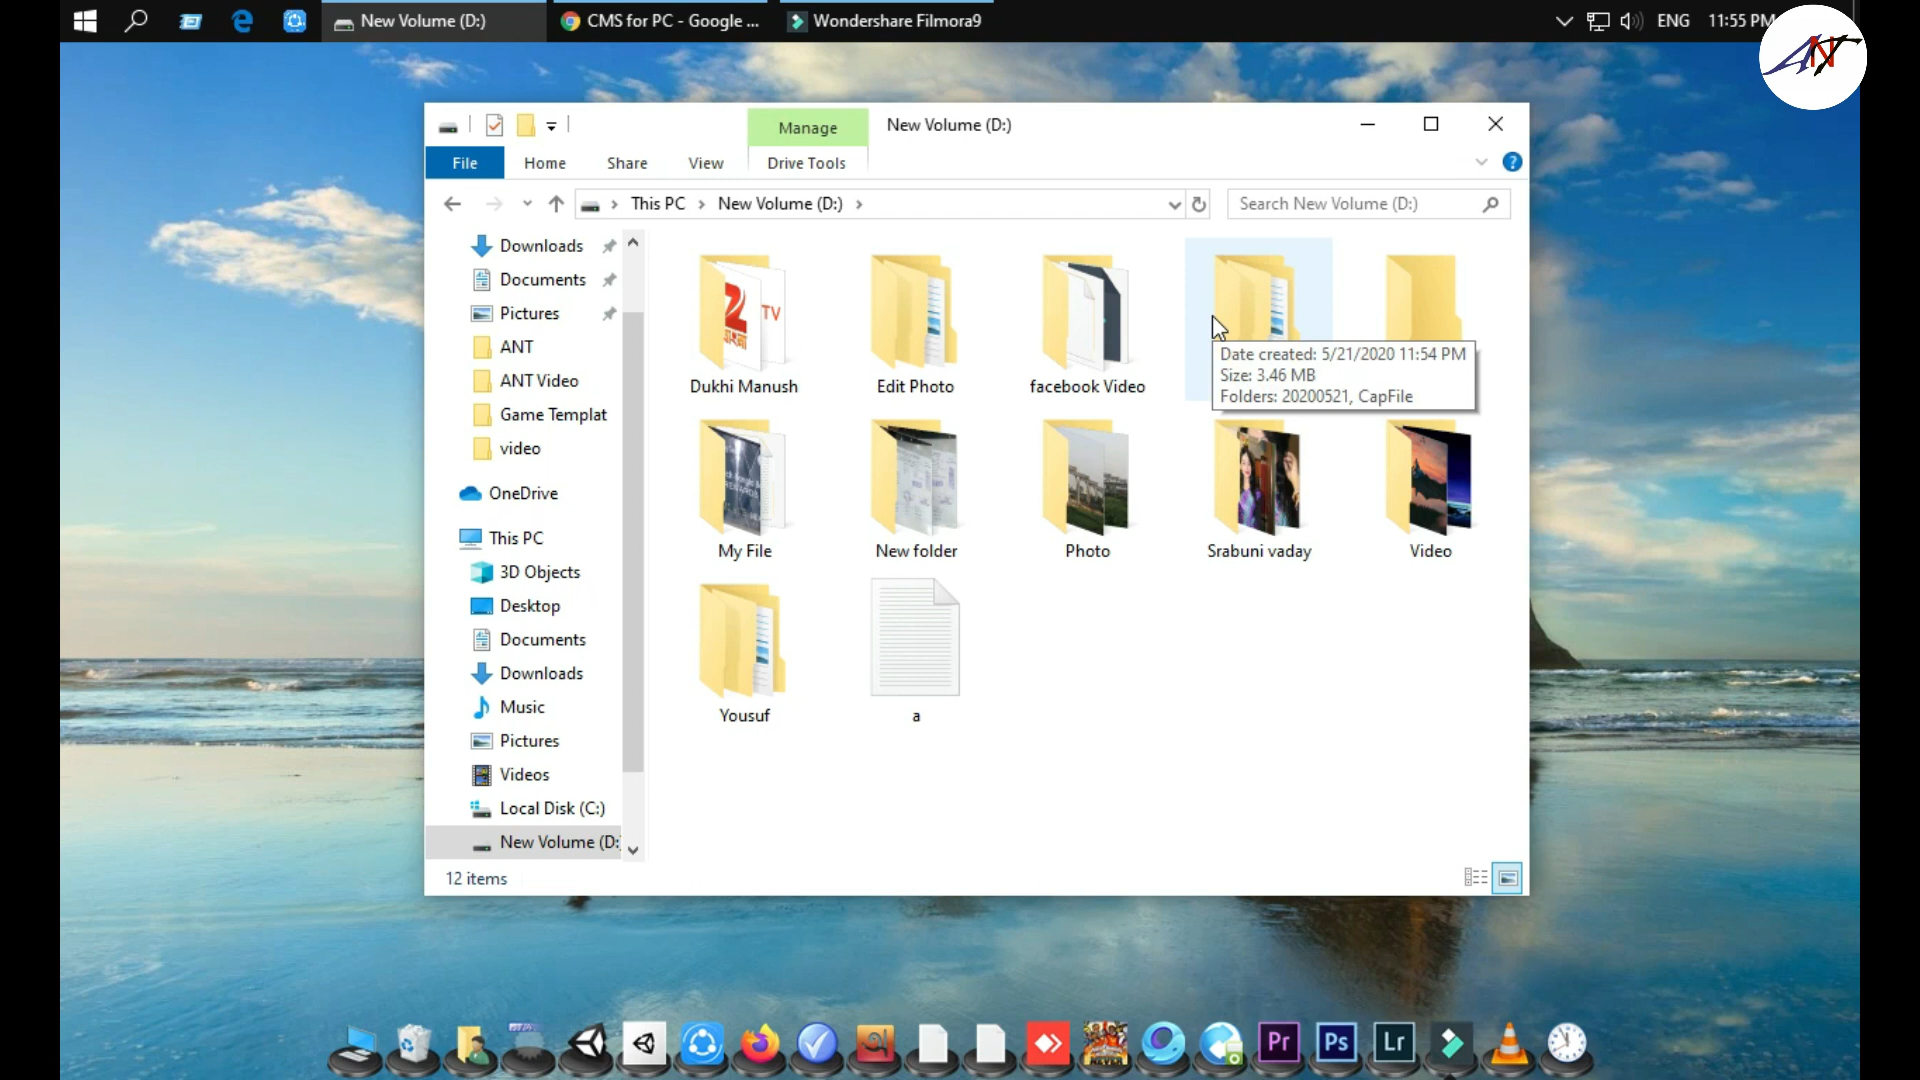 New Volume (D:)
CMS for PC - Google ...
Wondershare Filmora9
ENG
11:55 PM
ANT
Manage
New Volume (D:)
File
Home
Share
View
Drive Tools
This PC
New Volume (D:)
Search New Volume (D:)
Downloads
Documents
Pictures
ANT
ANT Video
Game Templat
video
OneDrive
This PC
3D Objects
Desktop
Documents
Downloads
Music
Pictures
Videos
Local Disk (C:)
New Volume (D:
TV
Dukhi Manush
Edit Photo
facebook Video
Date created: 5/21/2020 11:54 PM
Size: 3.46 MB
Folders: 20200521, CapFile
My File
New folder
Photo
Srabuni vaday
Video
Yousuf
a
12 items
Pr
Ps
Lr